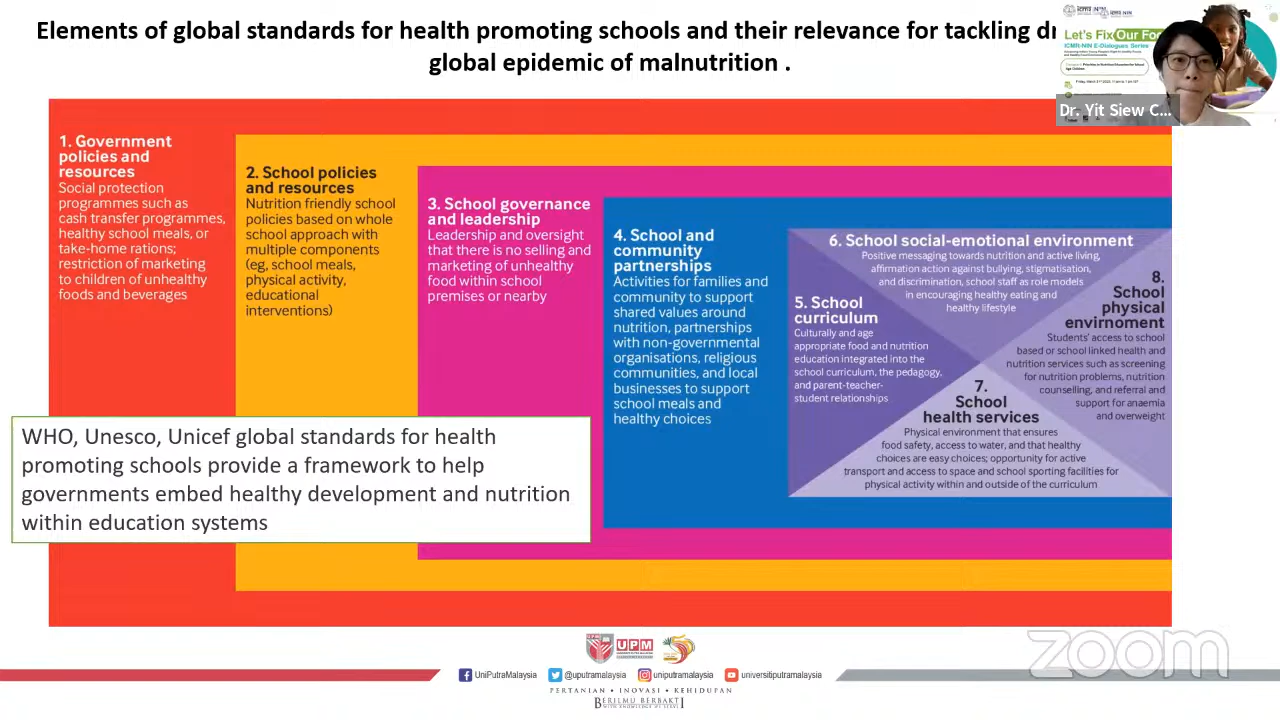 Elements of global standards for health promoting schools and their relevance for tackling
global epidemic of malnutrition .
Let's Fix Our
ICMR-NIN E-Dialogues Series
Dr. Yit Siew C...
1. Government
policies and
resources
Social protection
programmes such as
cash transfer programmes,
healthy school meals, or
take-home rations;
restriction of marketing
to children of unhealthy
foods and beverages
2. School policies
and resources
Nutrition friendly school
policies based on whole
school approach with
multiple components
(eg, school meals,
physical activity,
educational
interventions)
3. School governance
and leadership
Leadership and oversight
that there is no selling and
marketing of unhealthy
food within school
premises or nearby
4. School and
community
partnerships
Activities for families and
community to support
shared values around
nutrition, partnerships
with non-governmental
organisations, religious
communities, and local
businesses to support
school meals and
healthy choices
6. School social-emotional environment
Positive messaging towards nutrition and active living,
affirmation action against bullying, stigmatisation,
and discrimination, school staff as role models
in encouraging healthy eating and
healthy lifestyle
5. School
curriculum
Culturally and age
appropriate food and nutrition
education integrated into the
school curriculum, the pedagogy,
and parent-teacher-
student relationships
8.
School
physical
envirnoment
Students' access to school
based or school linked health and
nutrition services such as screening
for nutrition problems, nutrition
counselling, and referral and
support for anaemia
and overweight
7.
School
health services
Physical environment that ensures
food safety, access to water, and that healthy
choices are easy choices; opportunity for active
transport and access to space and school sporting facilities for
physical activity within and outside of the curriculum
WHO, Unesco, Unicef global standards for health
promoting schools provide a framework to help
governments embed healthy development and nutrition
within education systems
UPM
UPM
zoom
UniPutraMalaysia
@uputramalaysia
uniputramalaysia
universitiputramalaysia
PERTANIAN • INOVASI • KEHIDUPAN
BERILMU BERBAKTI
WITH KNOWLEDGE WE SERVE